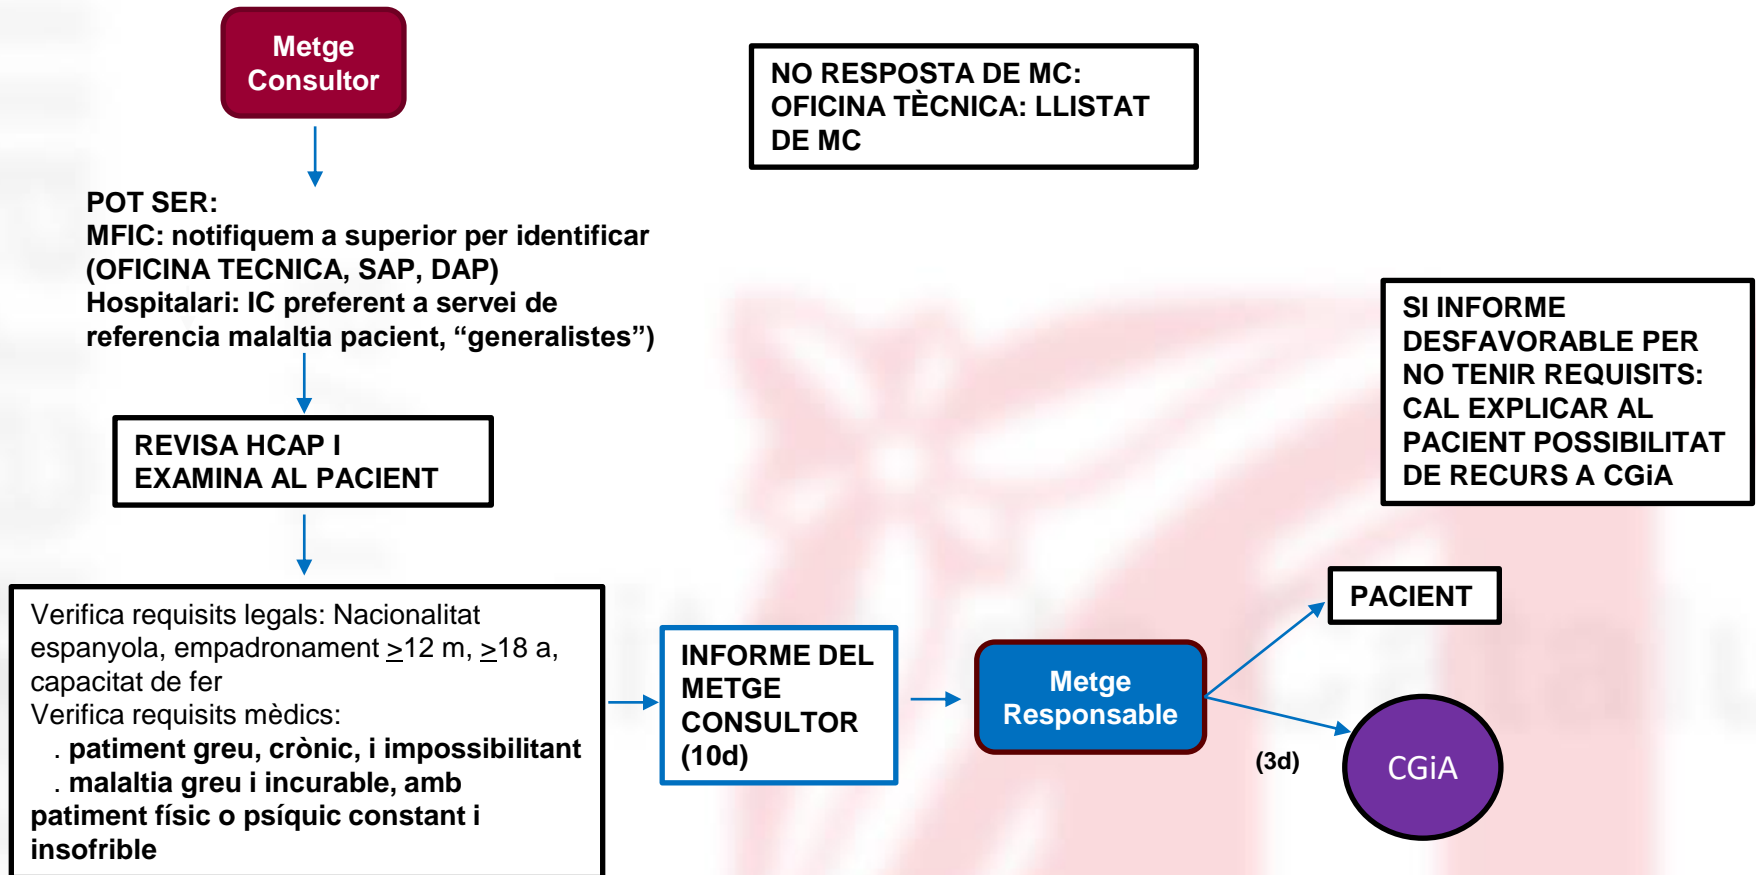 Metge
Consultor
NO RESPOSTA DE MC:
OFICINA TÈCNICA: LLISTAT
DE MC
POT SER:
MFIC: notifiquem a superior per identificar
(OFICINA TECNICA, SAP, DAP)
Hospitalari: IC preferent a servei de
referencia malaltia pacient, “generalistes”)
SI INFORME
DESFAVORABLE PER
NO TENIR REQUISITS:
CAL EXPLICAR AL
PACIENT POSSIBILITAT
DE RECURS A CGiA
REVISA HCAP I
EXAMINA AL PACIENT
Verifica requisits legals: Nacionalitat
espanyola, empadronament ≥12 m, ≥18 a,
capacitat de fer
Verifica requisits mèdics:
. patiment greu, crònic, i impossibilitant
. malaltia greu i incurable, amb
patiment físic o psíquic constant i
insofrible
INFORME DEL
METGE
CONSULTOR
(10d)
Metge
Responsable
PACIENT
(3d)
CGiA